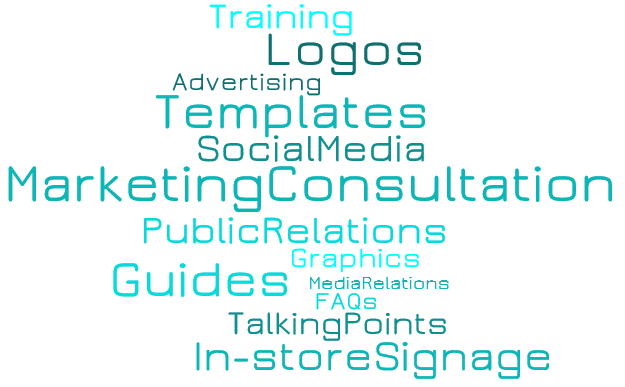 Training
Logos
Advertising
Templates
SocialMedia
MarketingConsultation
PublicRelations
Graphics
Guides
MediaRelations
FAQs
TalkingPoints
In-storeSignage